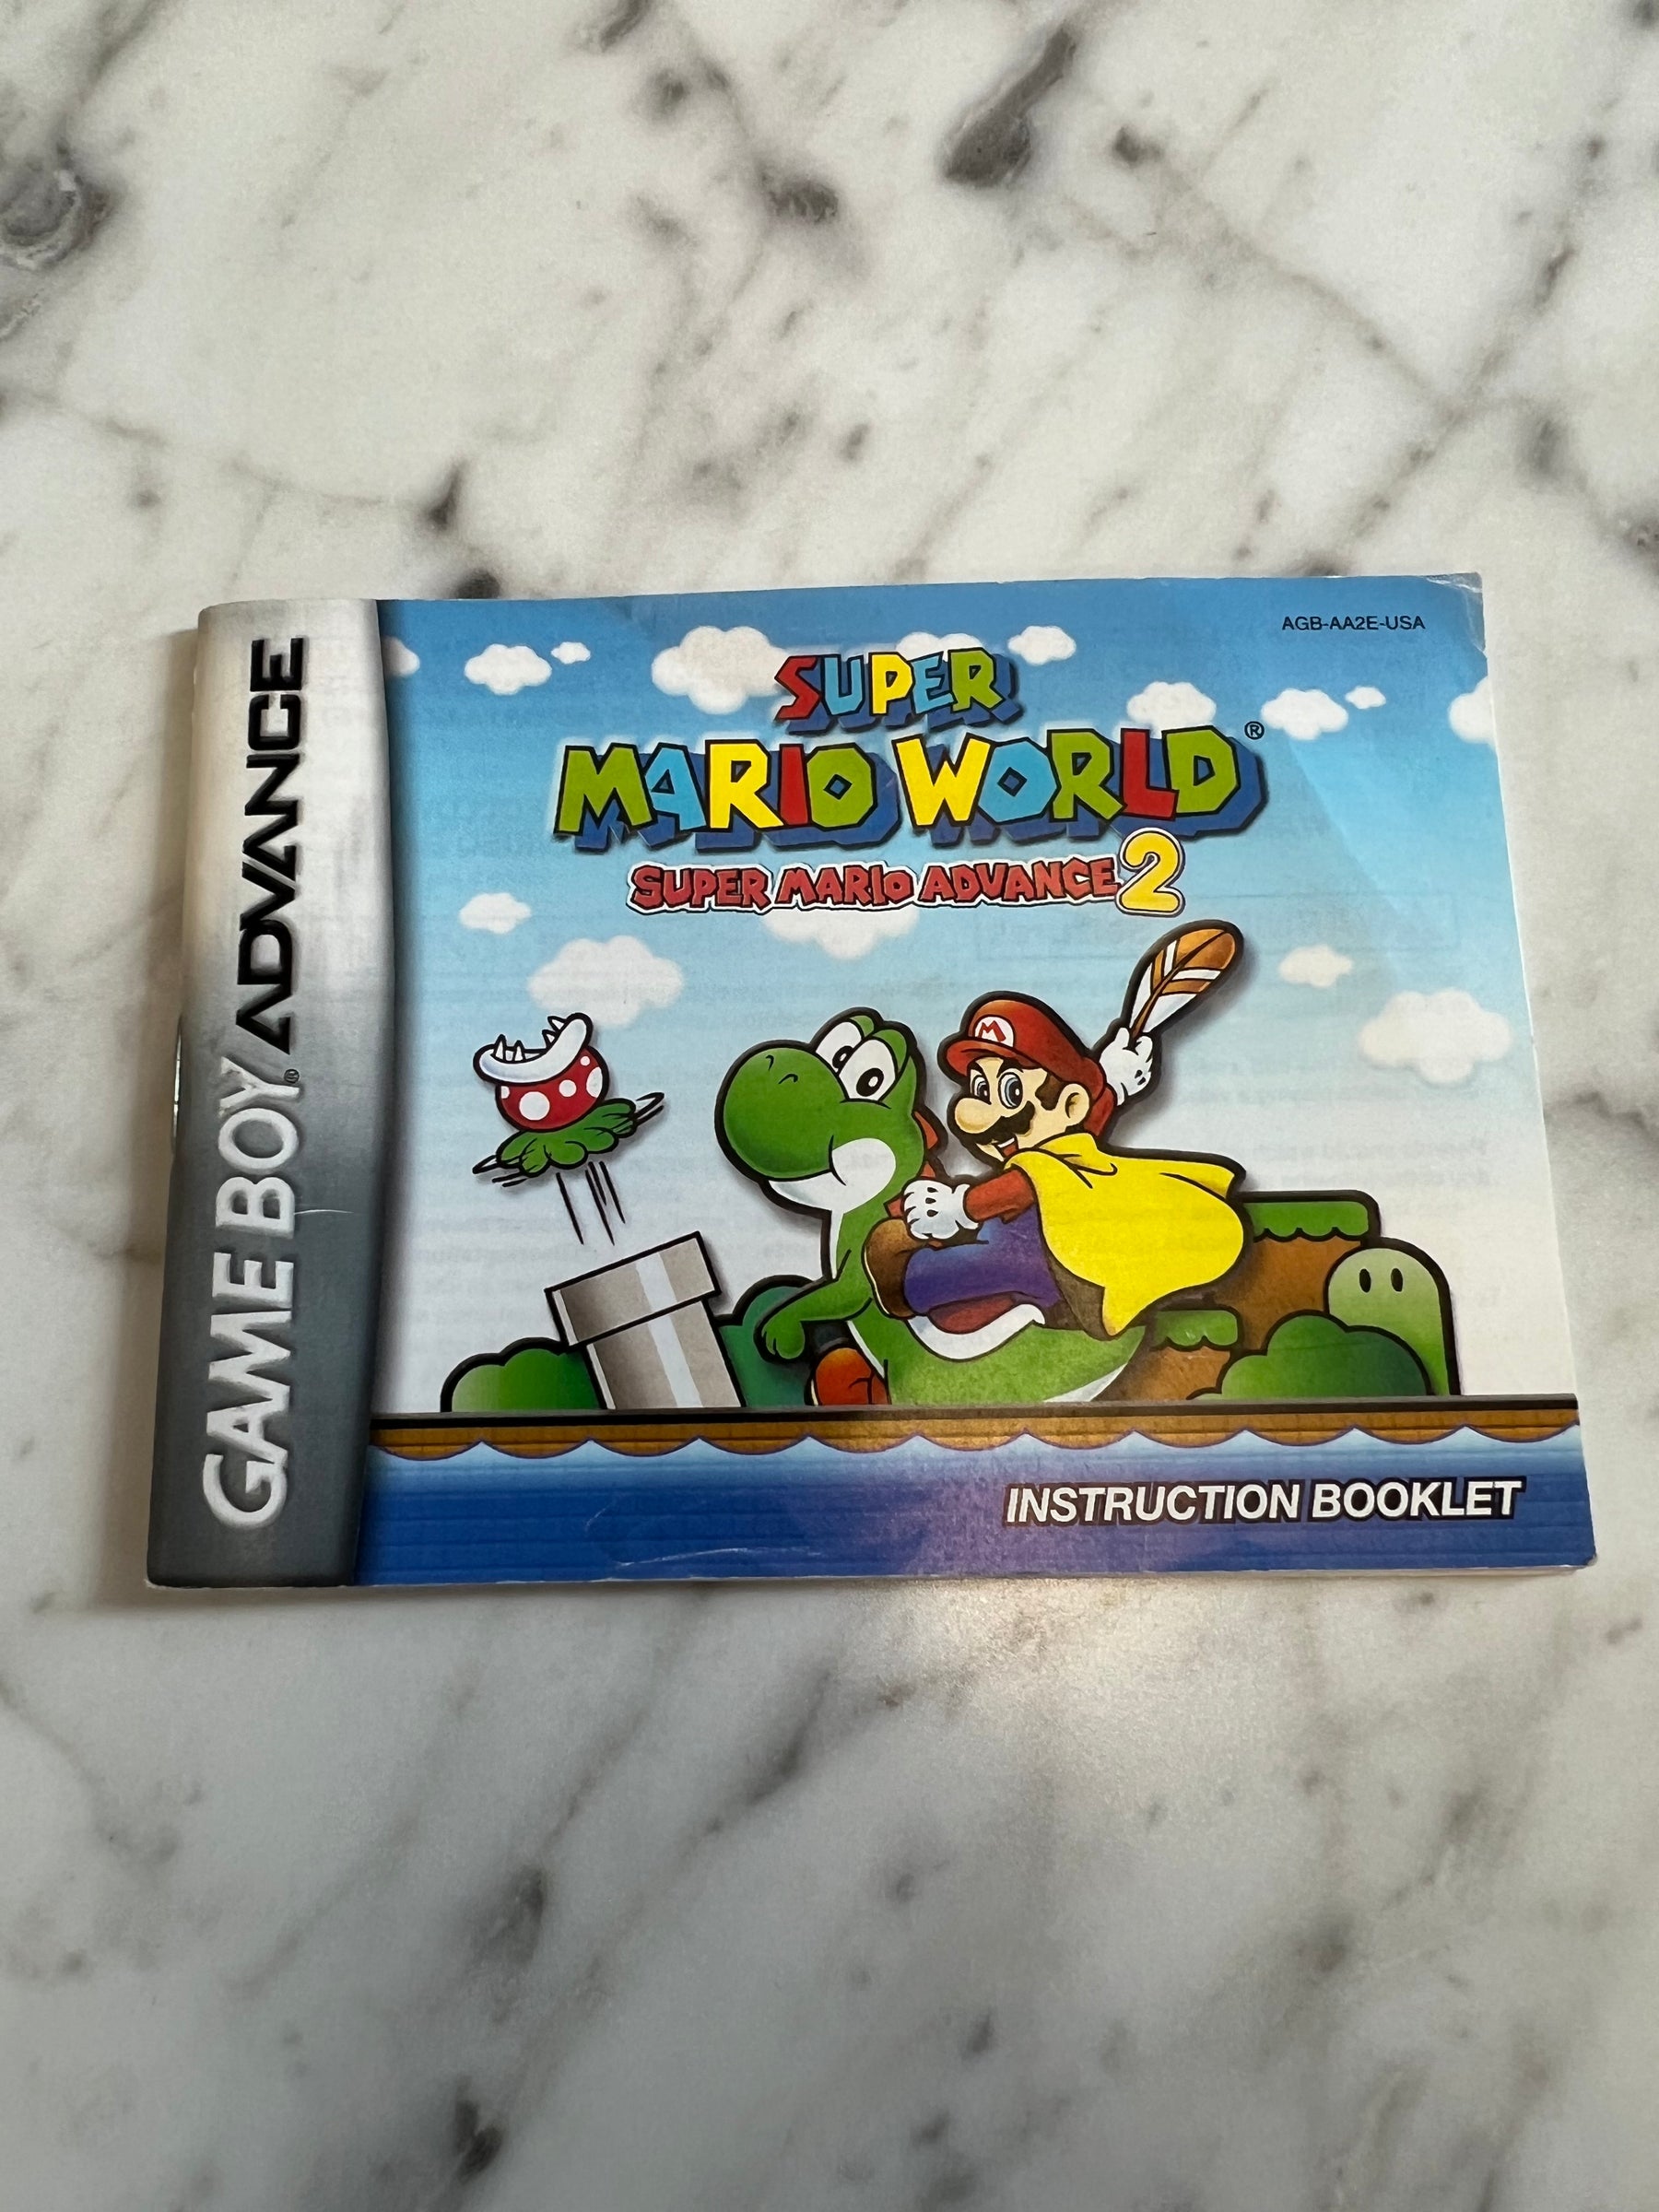 AGB-AA2E-USA
SUPER
MARIO WORLD®
SUPER MARIO ADVANCE 2
GAME BOY® ADVANCE
M
INSTRUCTION BOOKLET